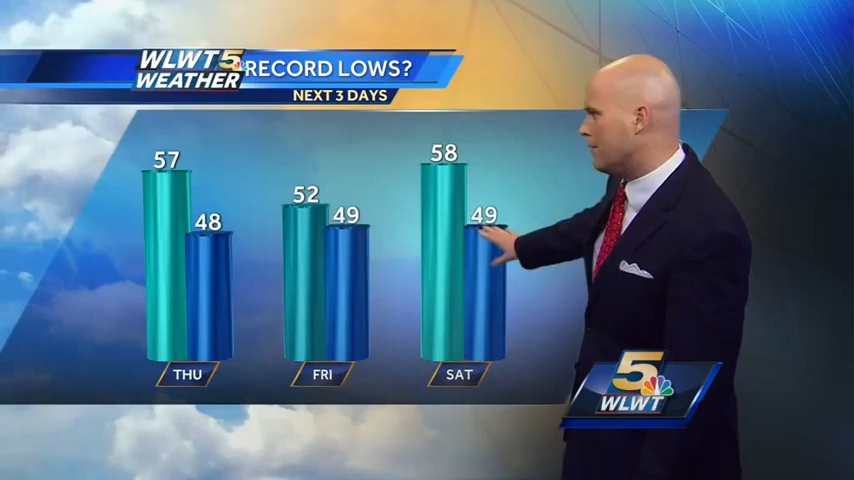 WLWT 5
WEATHER
RECORD LOWS?
NEXT 3 DAYS
57
48
52
49
58
49
THU
FRI
SAT
5
WLWT